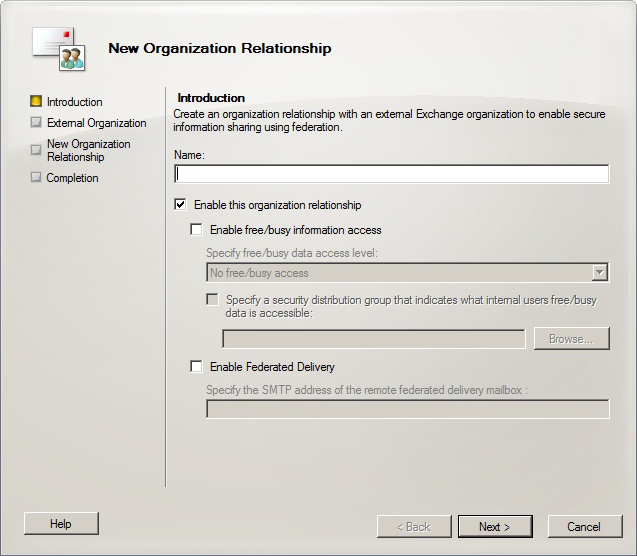 New Organization Relationship
Introduction
External Organization
New Organization
Relationship
Completion
Introduction
Create an organization relationship with an external Exchange organization to enable secure
information sharing using federation.
Name:
Enable this organization relationship
Enable free/busy information access
Specify free/busy data access level:
No free/busy access
Specify a security distribution group that indicates what internal users free/busy
data is accessible:
Browse...
Enable Federated Delivery
Specify the SMTP address of the remote federated delivery mailbox :
Help
< Back
Next >
Cancel